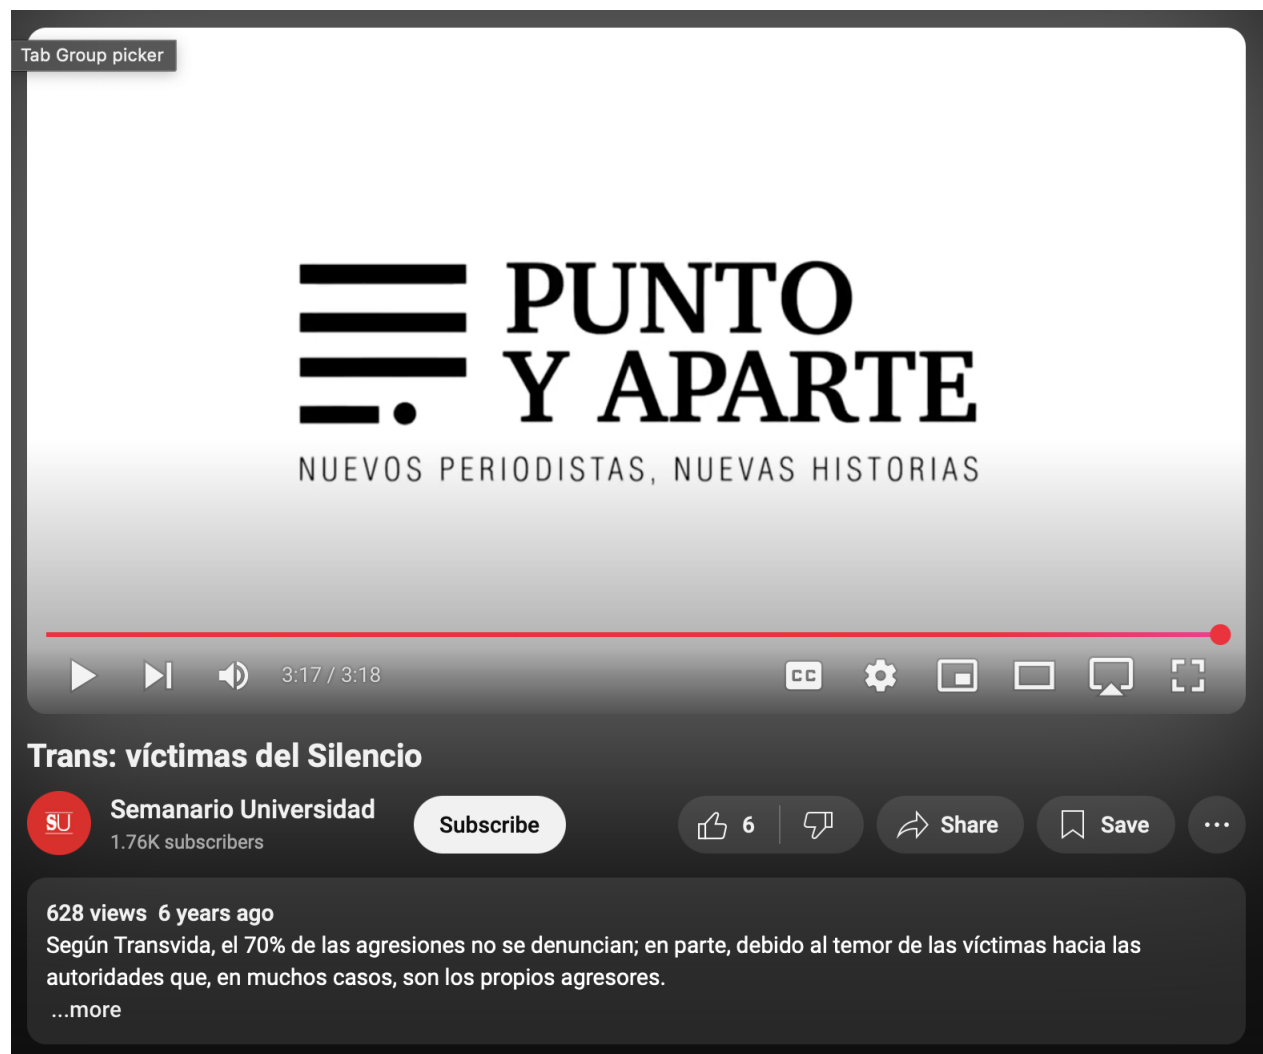 Tab Group picker
PUNTO
Y APARTE
NUEVOS PERIODISTAS, NUEVAS HISTORIAS
3:17 / 3:18
CC
Trans: víctimas del Silencio
SU
Semanario Universidad
1.76K subscribers
Subscribe
6
Share
Save
628 views 6 years ago
Según Transvida, el 70% de las agresiones no se denuncian; en parte, debido al temor de las víctimas hacia las
autoridades que, en muchos casos, son los propios agresores.
...more